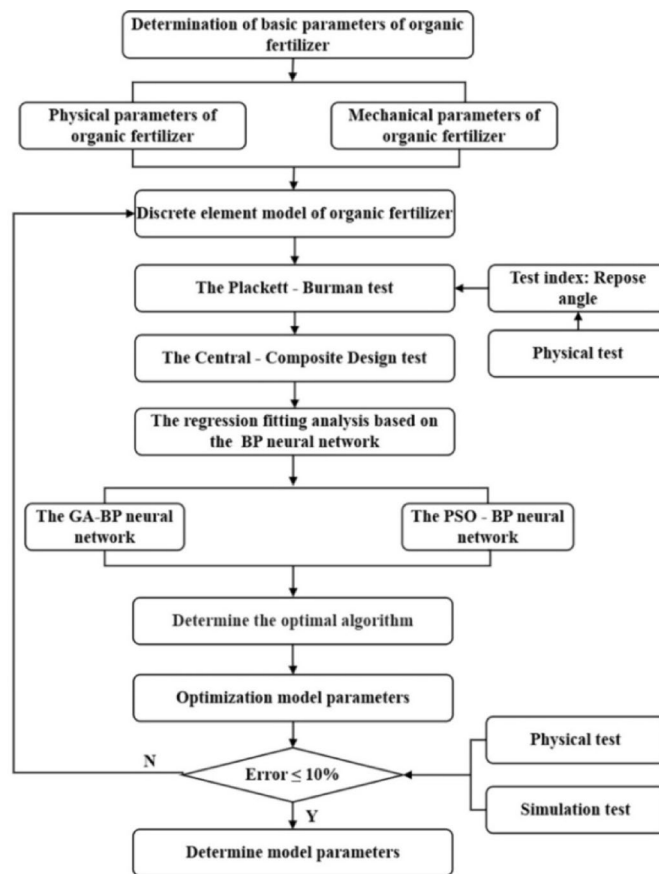 Determination of basic parameters of organic
fertilizer
Physical parameters of
organic fertilizer
Mechanical parameters of
organic fertilizer
Discrete element model of organic fertilizer
The Plackett - Burman test
Test index: Repose
angle
The Central - Composite Design test
Physical test
The regression fitting analysis based on
the BP neural network
The GA-BP neural
network
The PSO - BP neural
network
Determine the optimal algorithm
Optimization model parameters
Physical test
N
Error ≤ 10%
Simulation test
Y
Determine model parameters